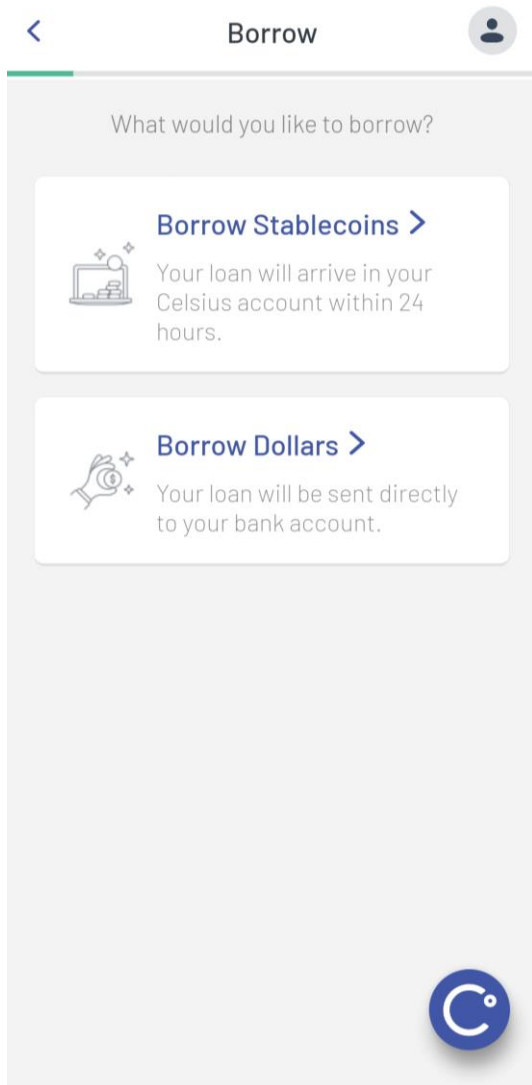 Borrow
What would you like to borrow?
Borrow Stablecoins
Your loan will arrive in your
Celsius account within 24
hours.
Borrow Dollars
Your loan will be sent directly
to your bank account.